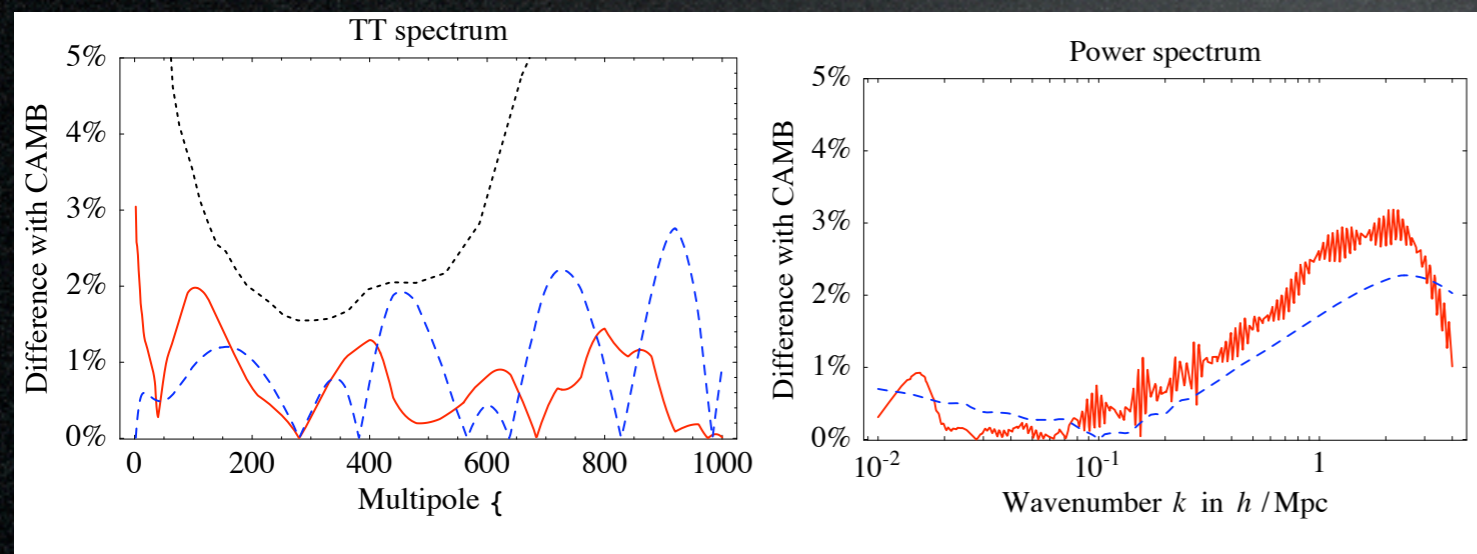 TT spectrum
5%
4%
3%
2%
1%
0%
Difference with CAMB
0 200 400 600 800 1000
Multipole {
Power spectrum
5%
4%
3%
2%
1%
0%
Difference with CAMB
10-2 10-1 1
Wavenumber k in h / Mpc